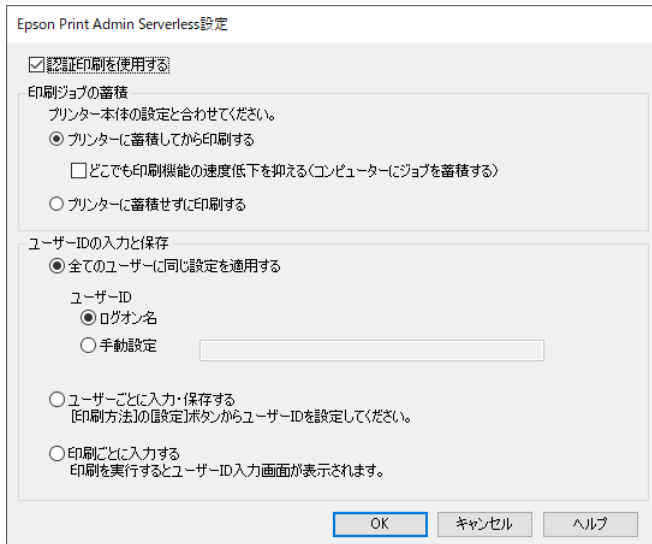 Epson Print Admin Serverless設定
認証印刷を使用する
印刷ジョブの蓄積
プリンター本体の設定と合わせてください。
プリンターに蓄積してから印刷する
どこでも印刷機能の速度低下を抑える(コンピューターにジョブを蓄積する)
プリンターに蓄積せずに印刷する
ユーザーIDの入力と保存
全てのユーザーに同じ設定を適用する
ユーザーID
ログオン名
手動設定
ユーザーごとに入力・保存する
[印刷方法]の[設定]ボタンからユーザーIDを設定してください。
印刷ごとに入力する
印刷を実行するとユーザーID入力画面が表示されます。
OK キャンセル ヘルプ